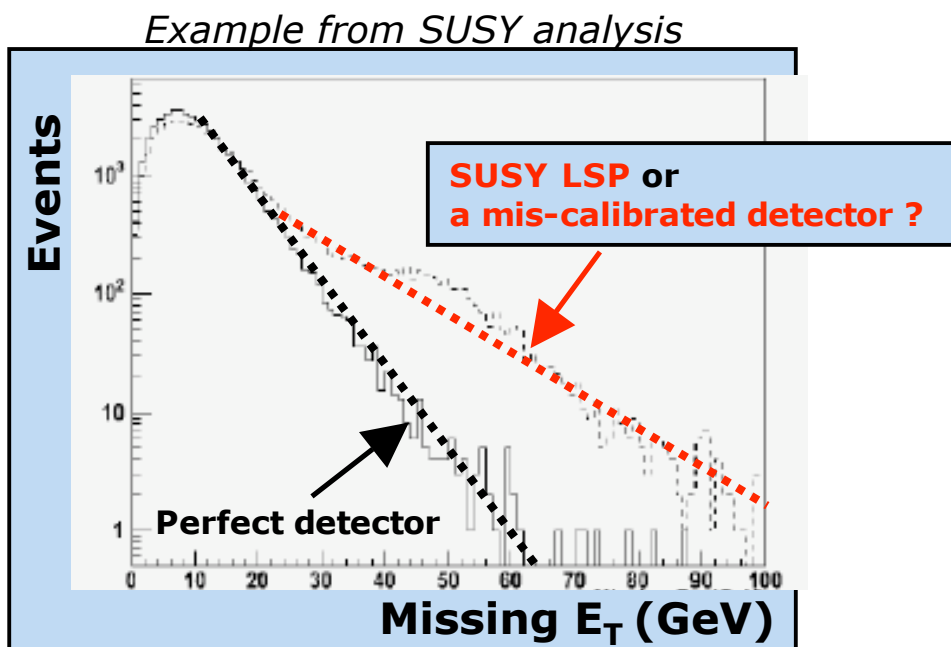 Example from SUSY analysis
Events
10³
10²
10
1
SUSY LSP or
a mis-calibrated detector ?
Perfect detector
0 10 20 30 40 50 60 70 80 90 100
Missing E_T (GeV)